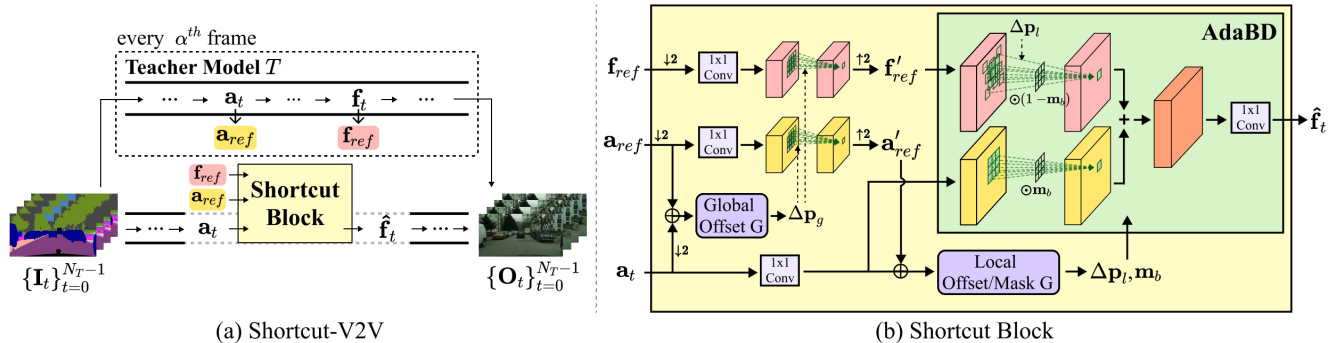 every α^th frame
Teacher Model T
··· a_t ··· f_t ···
a_ref f_ref
f_ref
a_ref
Shortcut
Block
··· a_t f̂_t ···
{I_t}_{t=0}^{N_T−1}
{O_t}_{t=0}^{N_T−1}
(a) Shortcut-V2V
AdaBD
Δp_l
f_ref ↓2 1x1 Conv ↑2 f′_ref
⊙(1−m_b)
a_ref ↓2 1x1 Conv ↑2 a′_ref
+ 1x1 Conv f̂_t
⊙m_b
Global
Offset G
Δp_g
↓2
a_t 1x1 Conv
Local
Offset/Mask G
Δp_l, m_b
(b) Shortcut Block